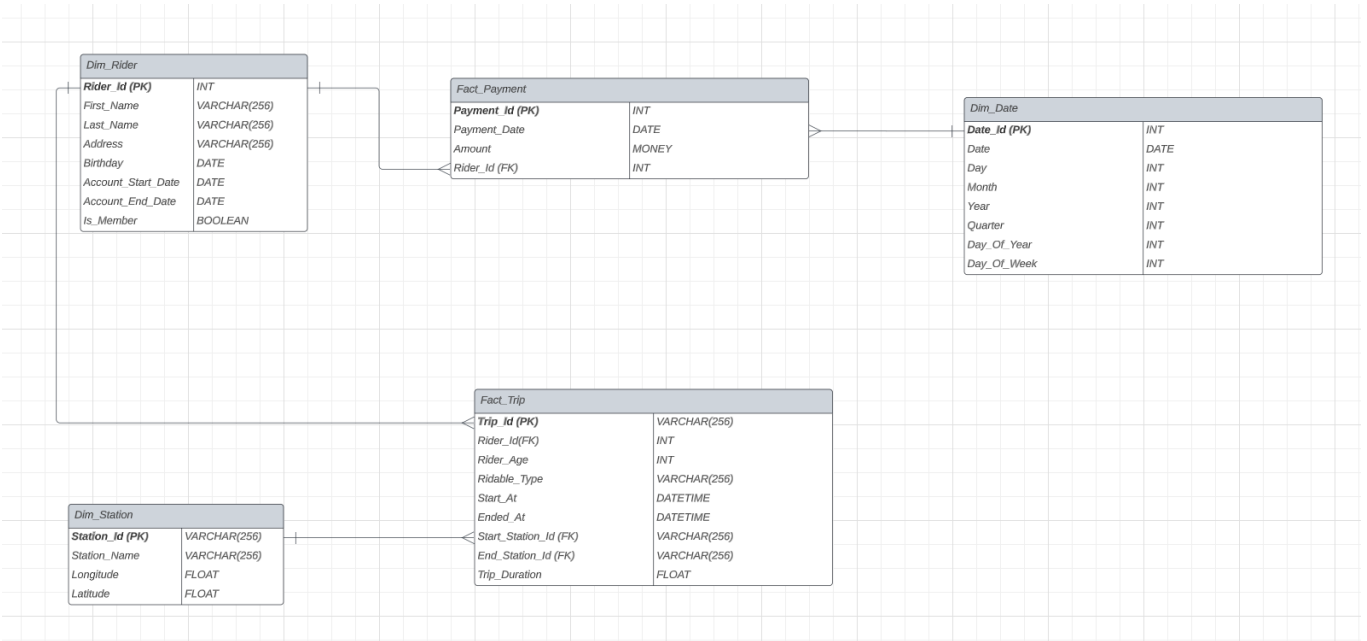 Dim_Rider
Rider_Id (PK) INT
First_Name VARCHAR(256)
Last_Name VARCHAR(256)
Address VARCHAR(256)
Birthday DATE
Account_Start_Date DATE
Account_End_Date DATE
Is_Member BOOLEAN
Fact_Payment
Payment_Id (PK) INT
Payment_Date DATE
Amount MONEY
Rider_Id (FK) INT
Dim_Date
Date_Id (PK) INT
Date DATE
Day INT
Month INT
Year INT
Quarter INT
Day_Of_Year INT
Day_Of_Week INT
Fact_Trip
Trip_Id (PK) VARCHAR(256)
Rider_Id(FK) INT
Rider_Age INT
Ridable_Type VARCHAR(256)
Start_At DATETIME
Ended_At DATETIME
Start_Station_Id (FK) VARCHAR(256)
End_Station_Id (FK) VARCHAR(256)
Trip_Duration FLOAT
Dim_Station
Station_Id (PK) VARCHAR(256)
Station_Name VARCHAR(256)
Longitude FLOAT
Latitude FLOAT